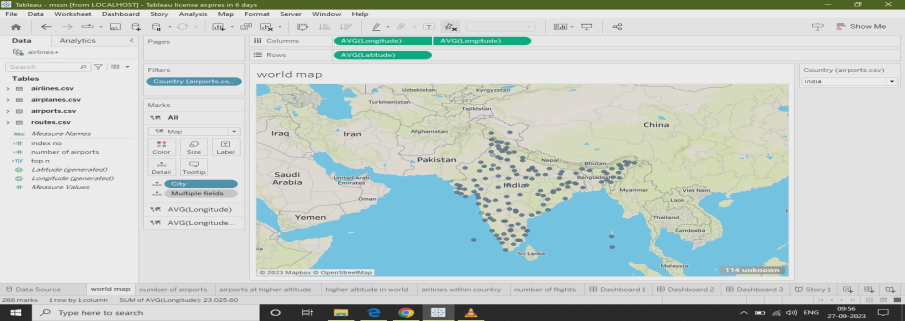 Tableau - mssn [from LOCALHOST] - Tableau license expires in 6 days
File Data Worksheet Dashboard Story Analysis Map Format Server Window Help
Show Me
Data Analytics
airlines+
Search
Tables
airlines.csv
airplanes.csv
airports.csv
routes.csv
Abc Measure Names
index no
number of airports
top n
Latitude (generated)
Longitude (generated)
Measure Values
Pages
Filters
Country (airports.cs..
Marks
All
Map
Color Size Label
Detail Tooltip
City
Multiple fields
AVG(Longitude)
AVG(Longitude...
Columns AVG(Longitude) AVG(Longitude)
Rows AVG(Latitude)
world map
Uzbekistan Kyrgyzstan
Turkmenistan
Tajikistan
China
Iraq Iran Afghanistan
Pakistan
Nepal Bhutan
Saudi Arabia
United Arab Emirates
India
Bangladesh
Oman
Myanmar Viet Nam
Laos
Yemen
Thailand
Cambodia
Sri Lanka
Malaysia
© 2023 Mapbox © OpenStreetMap
114 unknown
Country (airports.csv)
India
Data Source world map number of airports airports at higher altitude higher altitude in world airlines within country number of flights Dashboard 1 Dashboard 2 Dashboard 3 Story 1
288 marks 1 row by 1 column SUM of AVG(Longitude): 23,025.60
Type here to search
ENG
09:56
27-09-2023